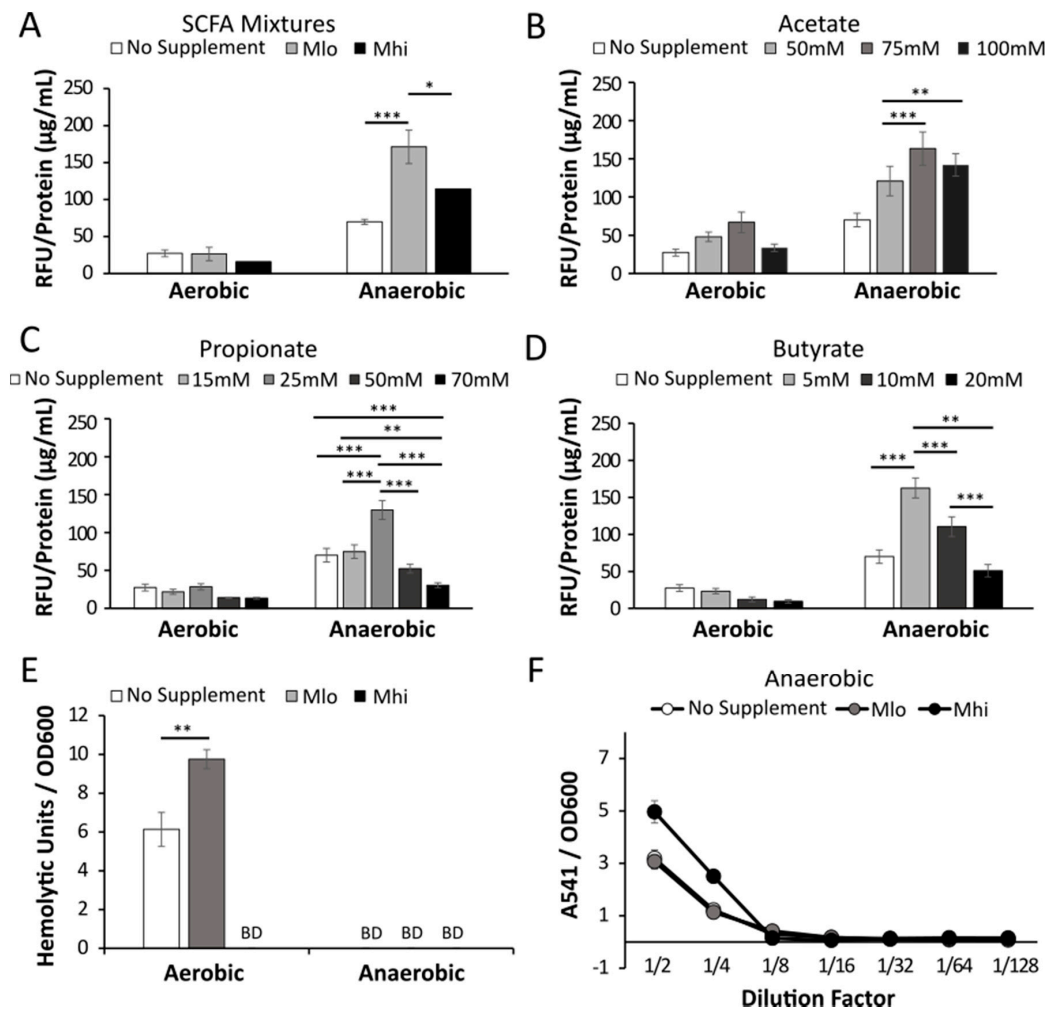 A
SCFA Mixtures
No Supplement Mlo Mhi
RFU/Protein (µg/mL)
250
200
150
100
50
0
***
*
Aerobic
Anaerobic
B
Acetate
No Supplement 50mM 75mM 100mM
RFU/Protein (µg/mL)
250
200
150
100
50
0
**
***
Aerobic
Anaerobic
C
Propionate
No Supplement 15mM 25mM 50mM 70mM
RFU/Protein (µg/mL)
250
200
150
100
50
0
***
**
***
***
***
***
Aerobic
Anaerobic
D
Butyrate
No Supplement 5mM 10mM 20mM
RFU/Protein (µg/mL)
250
200
150
100
50
0
**
***
***
***
Aerobic
Anaerobic
E
No Supplement Mlo Mhi
Hemolytic Units / OD600
12
10
8
6
4
2
0
**
BD
BD BD BD
Aerobic
Anaerobic
F
Anaerobic
No Supplement Mlo Mhi
A541 / OD600
7
5
3
1
-1
1/2 1/4 1/8 1/16 1/32 1/64 1/128
Dilution Factor